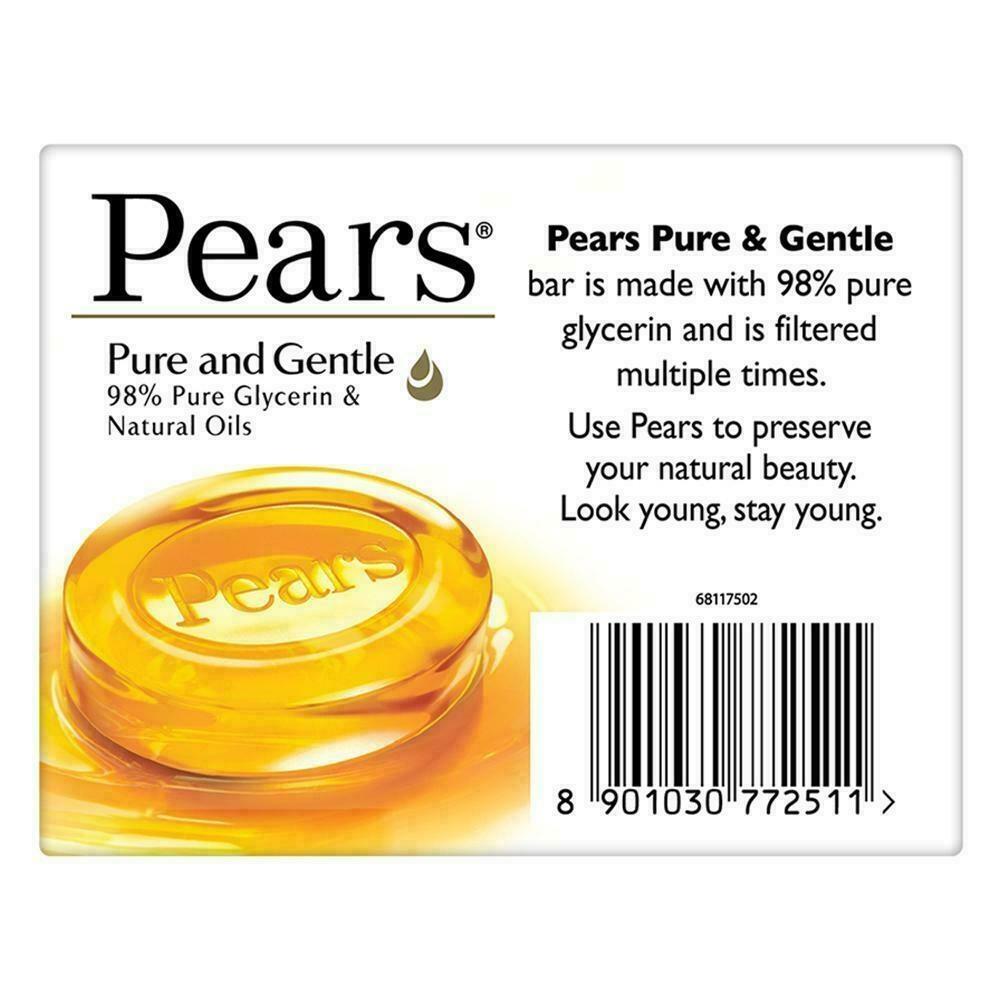 Pears®
Pure and Gentle
98% Pure Glycerin &
Natural Oils
Pears
Pears Pure & Gentle
bar is made with 98% pure
glycerin and is filtered
multiple times.
Use Pears to preserve
your natural beauty.
Look young, stay young.
68117502
8 901030 772511 >